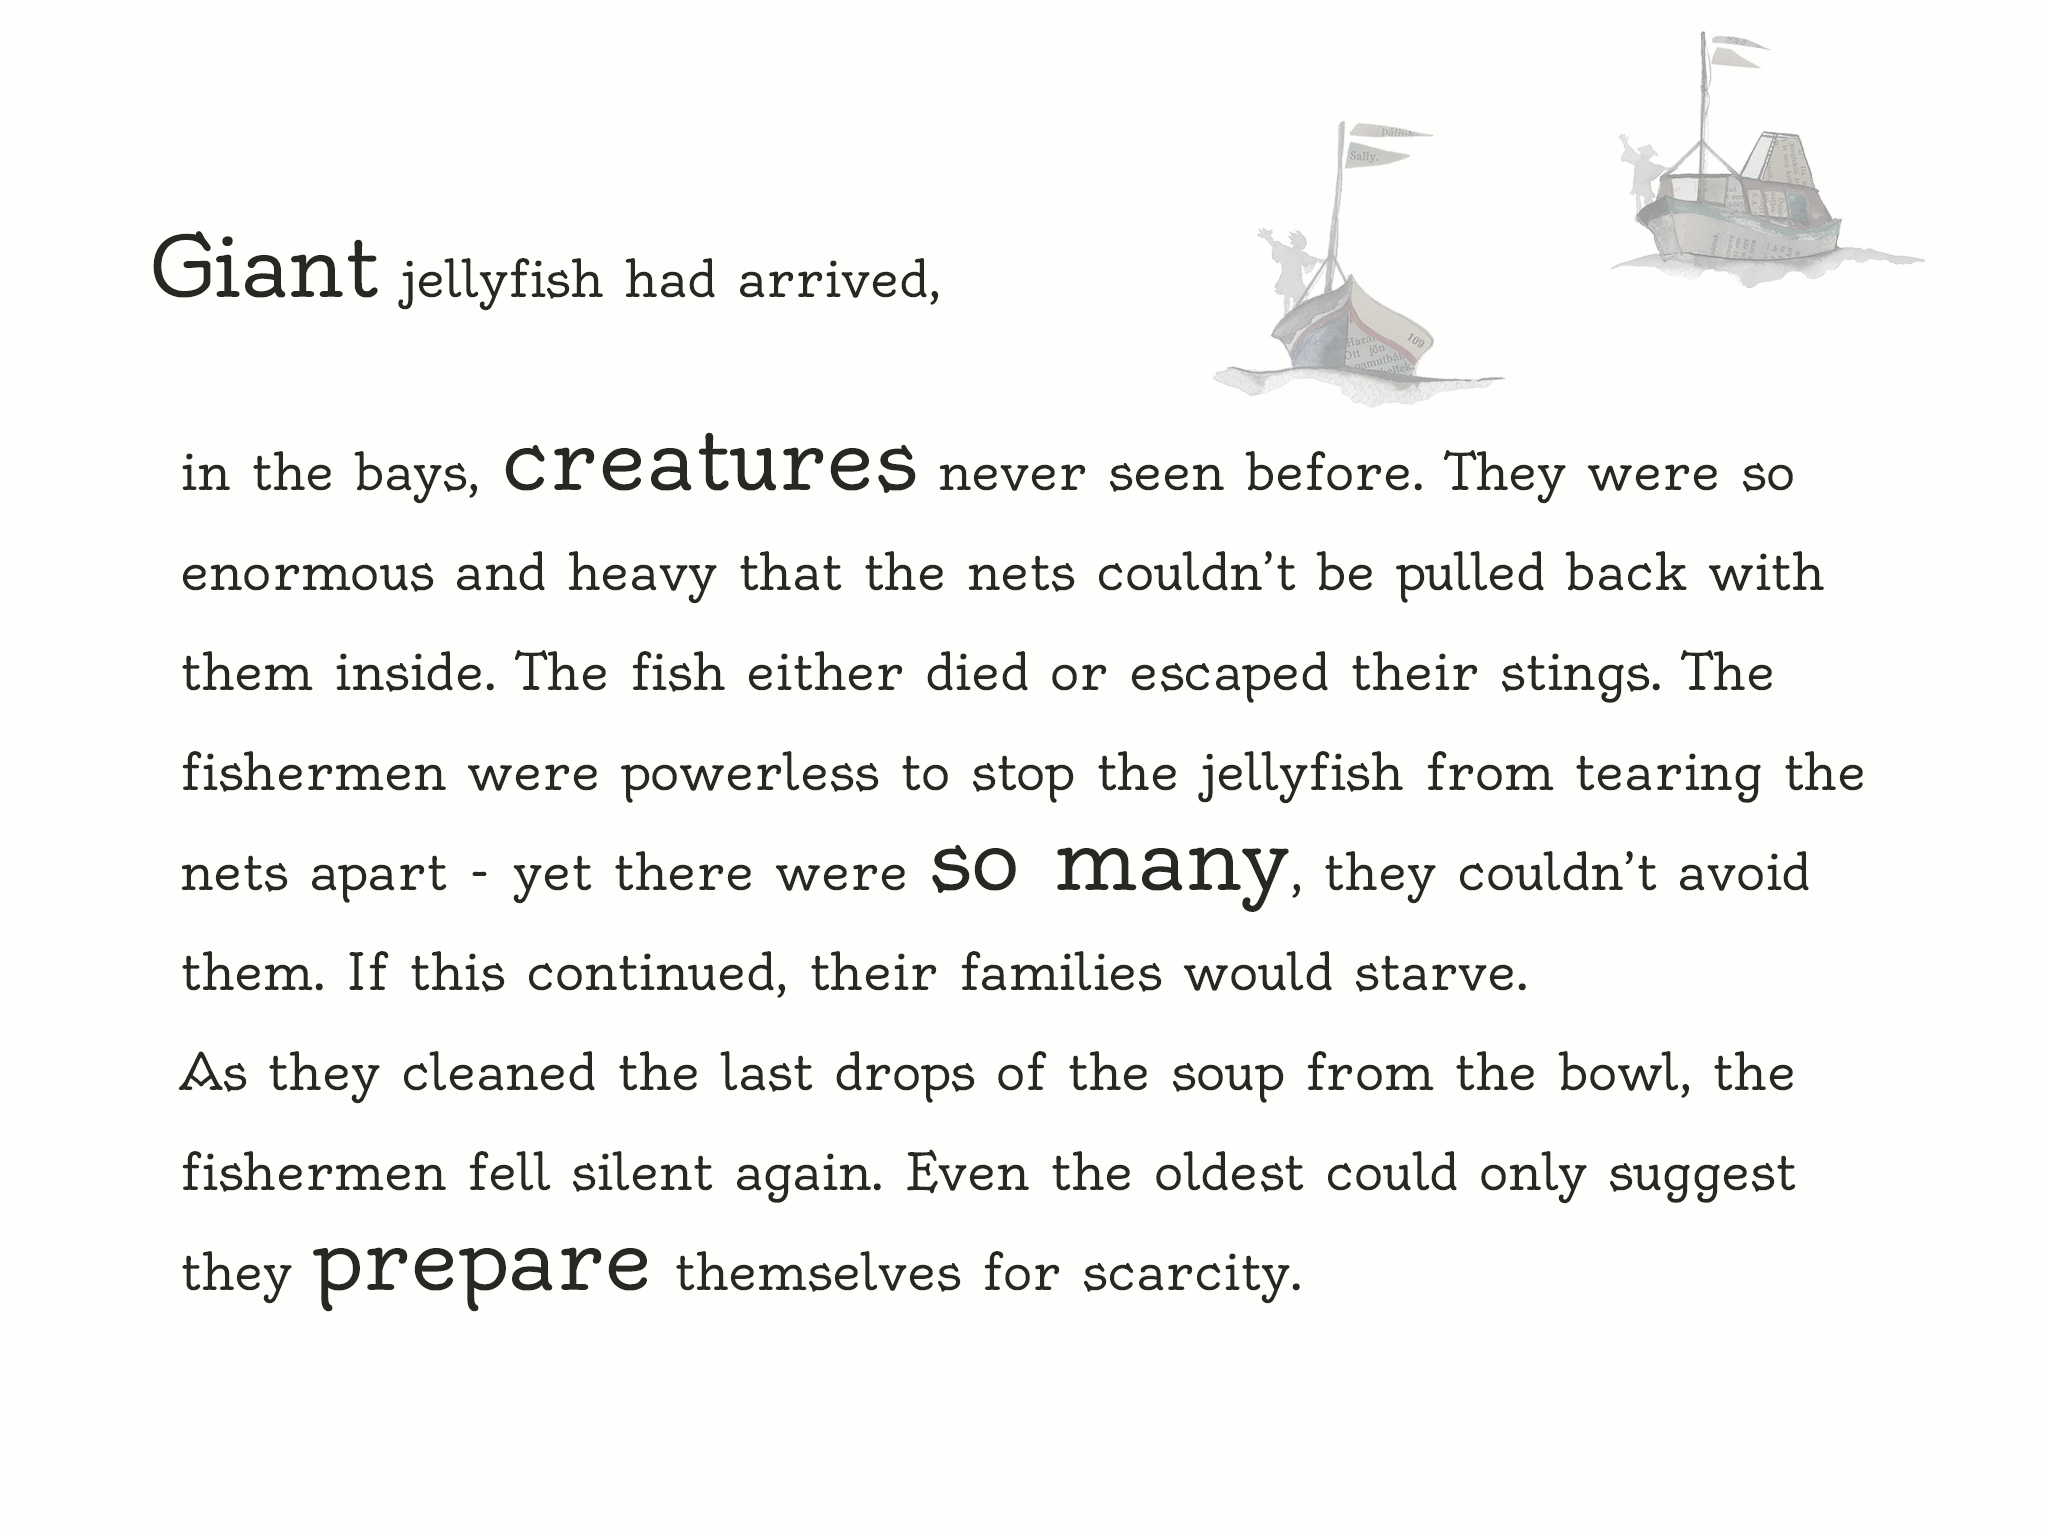 Sally.
109
Ott jön
Giant jellyfish had arrived,
in the bays, creatures never seen before. They were so
enormous and heavy that the nets couldn’t be pulled back with
them inside. The fish either died or escaped their stings. The
fishermen were powerless to stop the jellyfish from tearing the
nets apart - yet there were so many, they couldn’t avoid
them. If this continued, their families would starve.
As they cleaned the last drops of the soup from the bowl, the
fishermen fell silent again. Even the oldest could only suggest
they prepare themselves for scarcity.